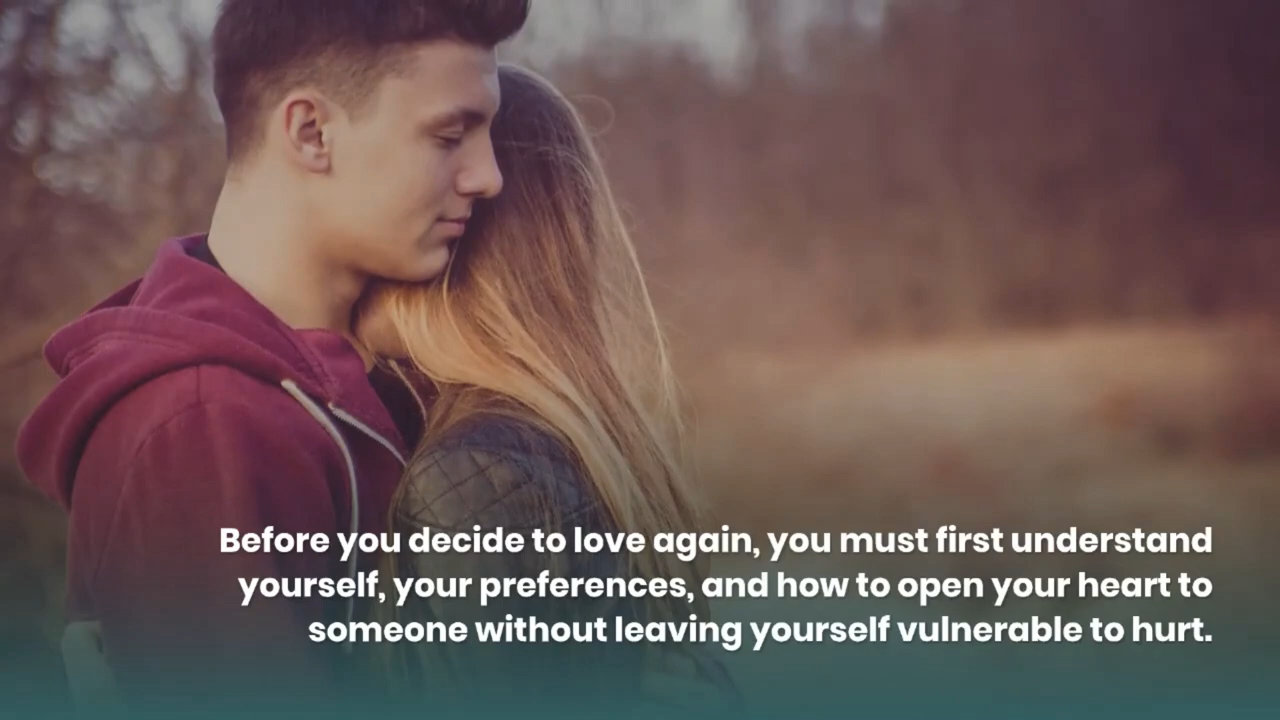 Before you decide to love again, you must first understand
yourself, your preferences, and how to open your heart to
someone without leaving yourself vulnerable to hurt.